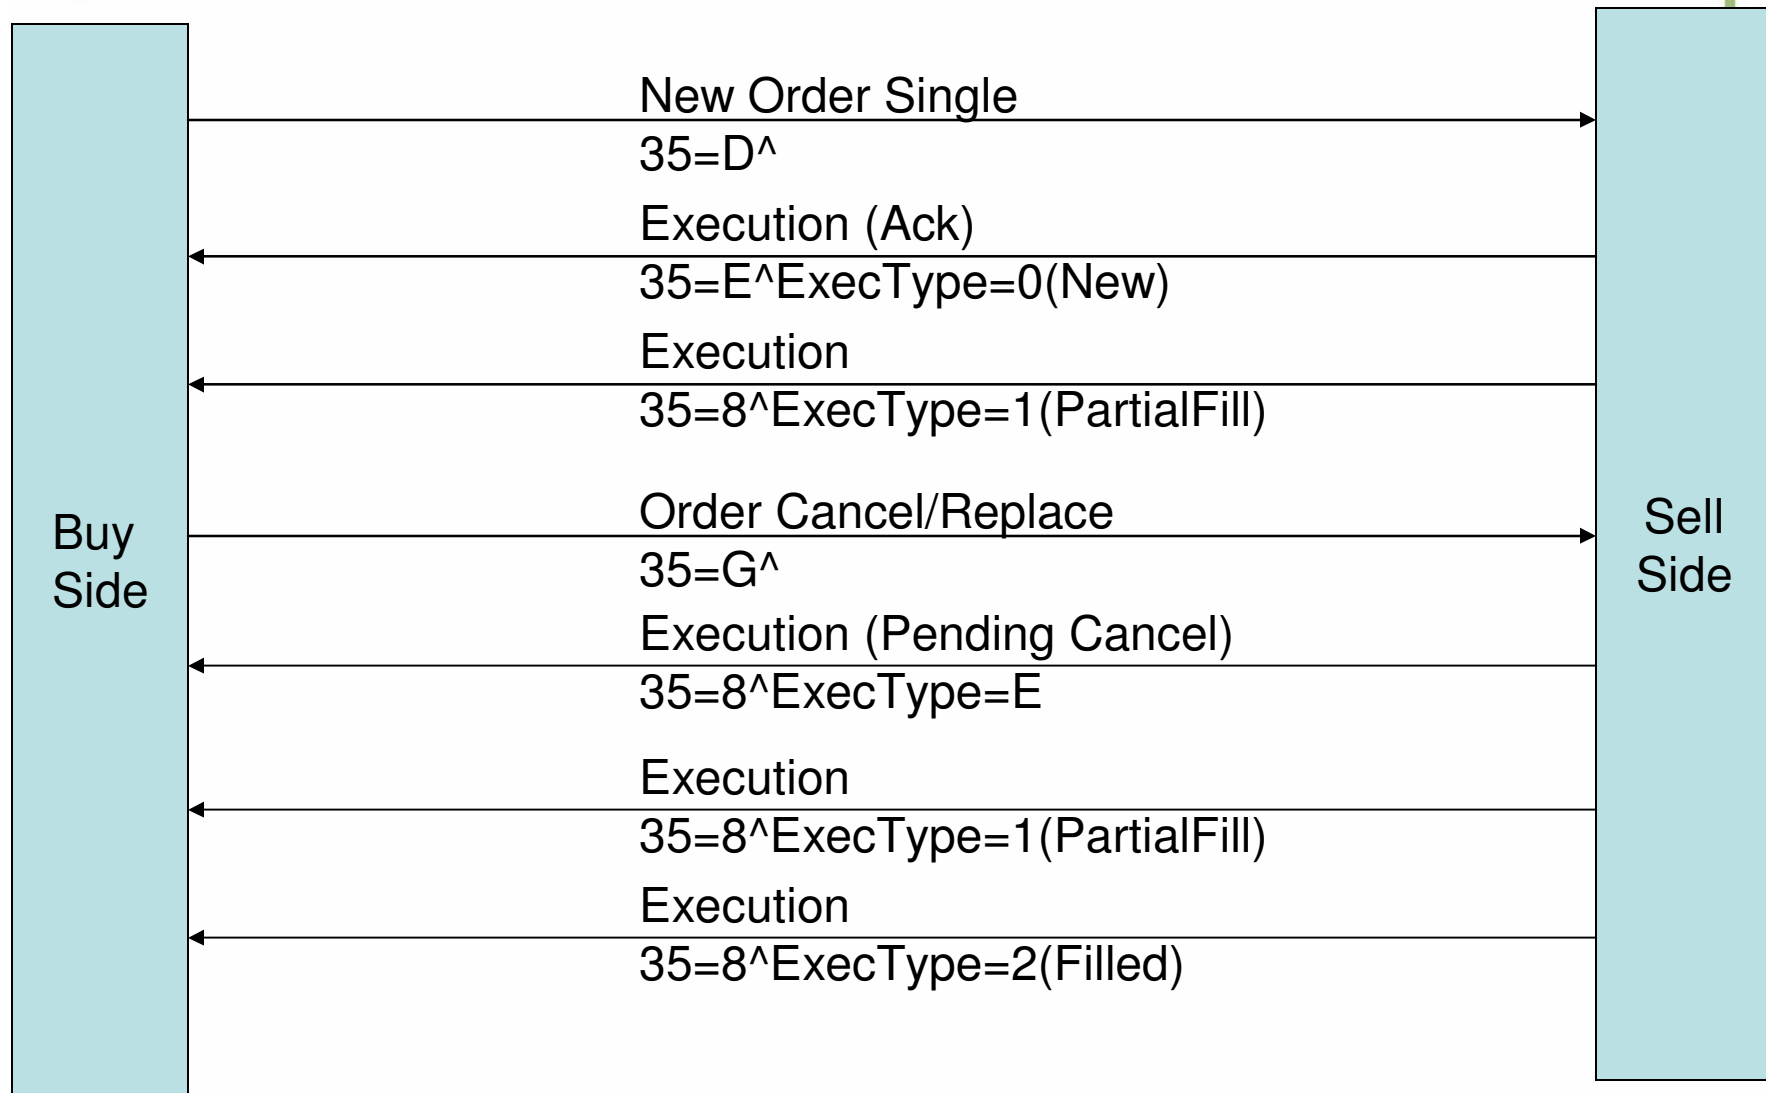 New Order Single
35=D^
Execution (Ack)
35=E^ExecType=0(New)
Execution
35=8^ExecType=1(PartialFill)
Order Cancel/Replace
35=G^
Execution (Pending Cancel)
35=8^ExecType=E
Execution
35=8^ExecType=1(PartialFill)
Execution
35=8^ExecType=2(Filled)
Buy
Side
Sell
Side